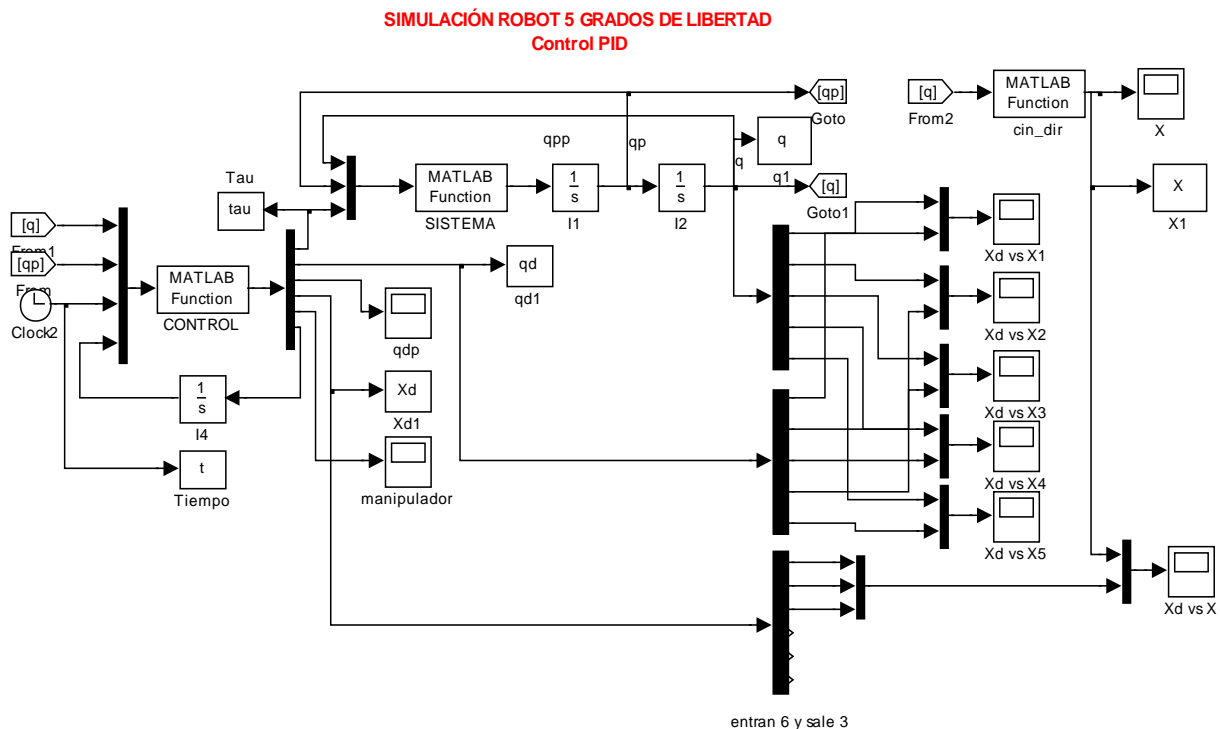 SIMULACIÓN ROBOT 5 GRADOS DE LIBERTAD
Control PID
[qp]
Goto
[q]
From2
MATLAB
Function
cin_dir
X
q
q1
qpp
qp
q
Tau
tau
MATLAB
Function
SISTEMA
1
s
I1
1
s
I2
[q]
Goto1
X
X1
[q]
From1
[qp]
From
Clock2
MATLAB
Function
CONTROL
qd
qd1
qdp
Xd vs X1
Xd vs X2
1
s
I4
Xd
Xd1
Xd vs X3
t
Tiempo
manipulador
Xd vs X4
Xd vs X5
Xd vs X
entran 6 y sale 3